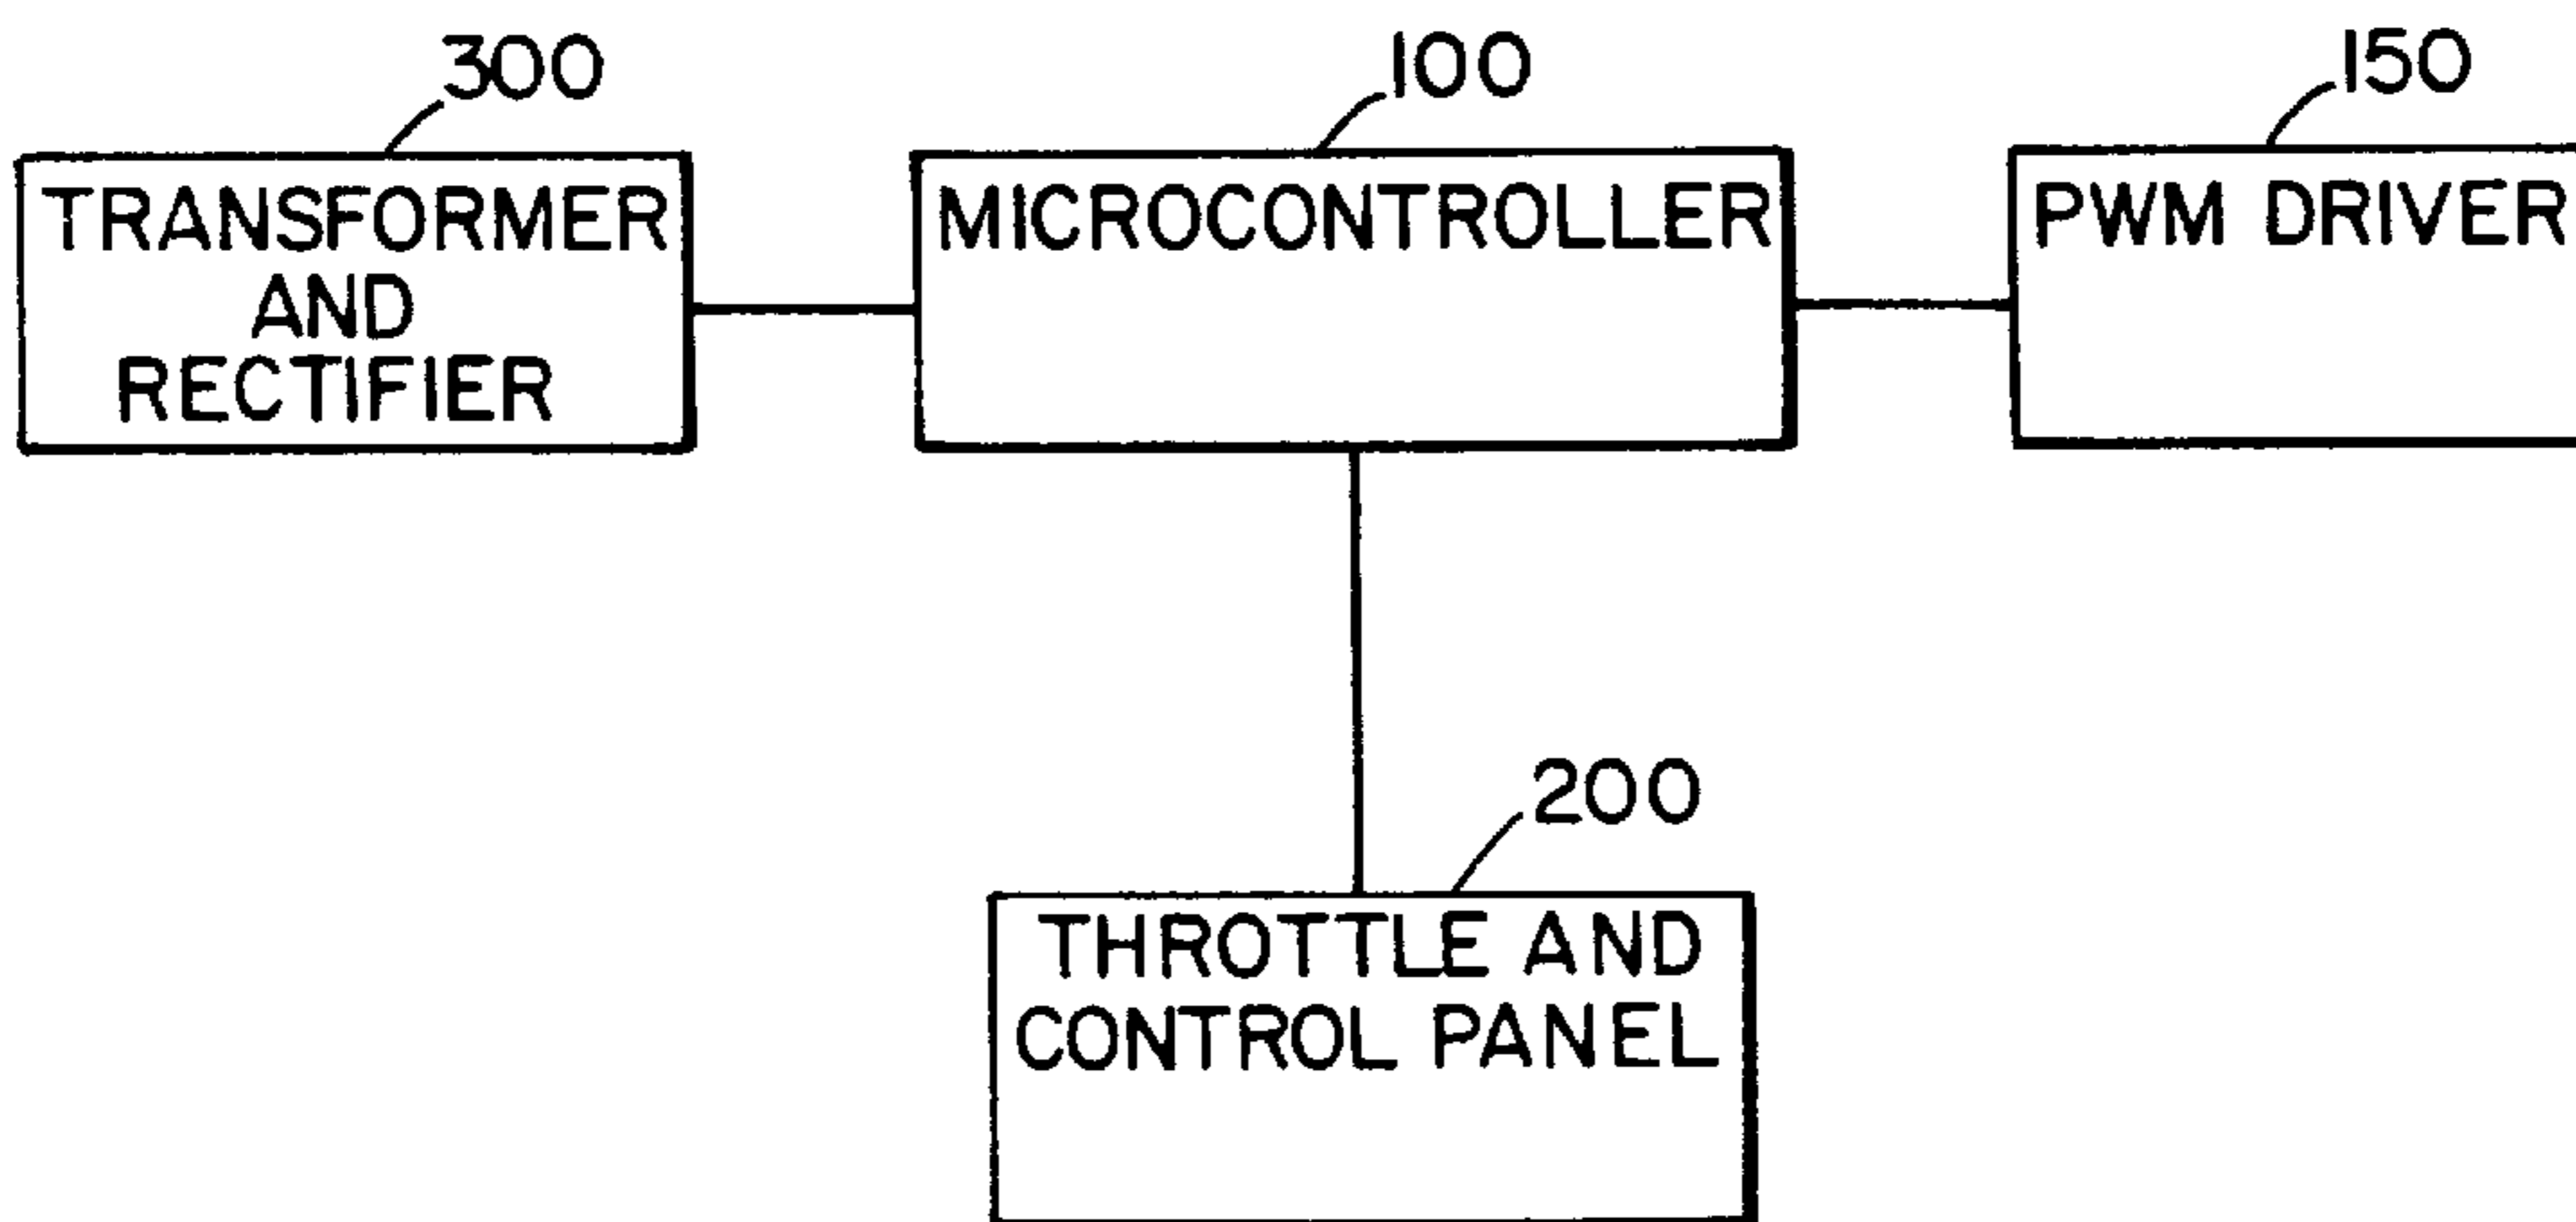 300
100
150
TRANSFORMER
AND
RECTIFIER
MICROCONTROLLER
PWM DRIVER
200
THROTTLE AND
CONTROL PANEL